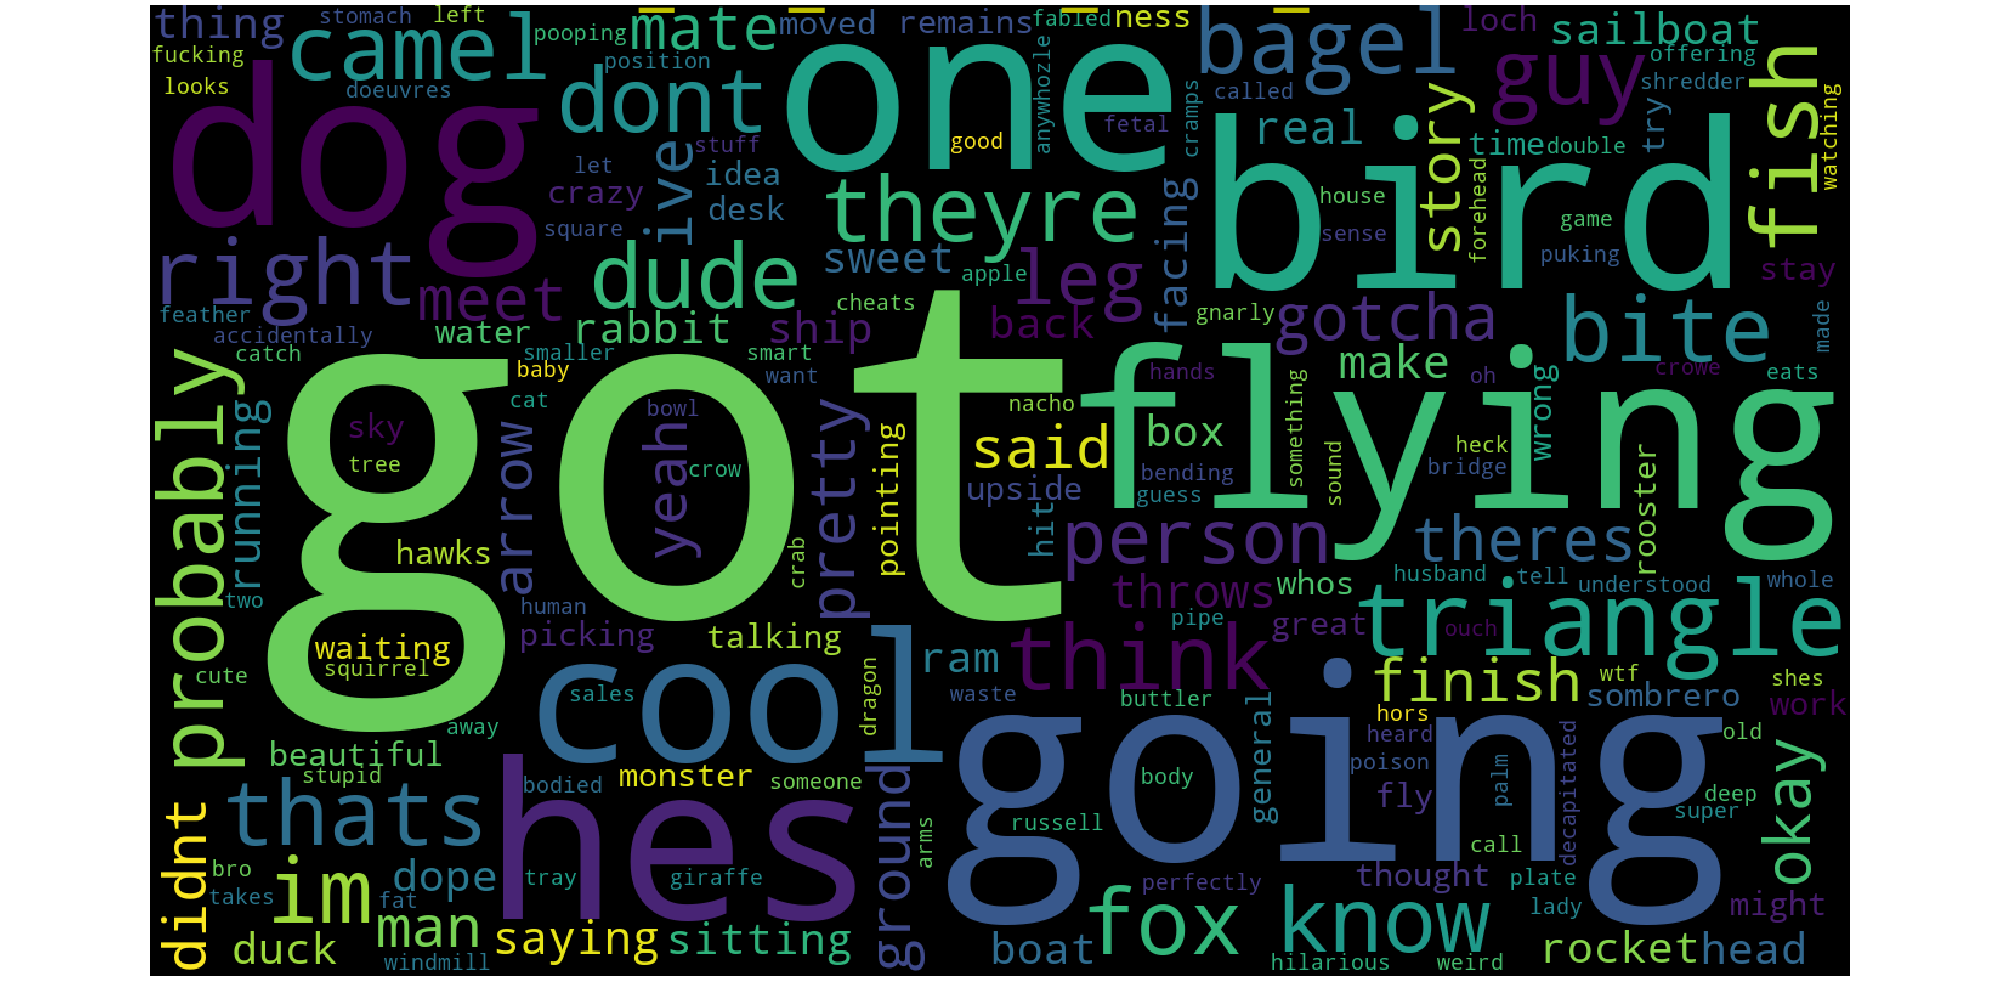 thing
stomach
left
mate
moved
remains
fabled
ness
loch
sailboat
fucking
camel
pooping
position
one
bagel
guy
offering
fish
looks
doeuvres
dont
anywhozle
called
shredder
dog
good
fetal
cramps
real
story
time
double
try
watching
let
stuff
ive
idea
bird
crazy
desk
theyre
facing
house
forehead
game
right
square
sweet
sense
puking
meet
dude
apple
leg
stay
feather
cheats
gnarly
gotcha
bite
made
accidentally
water
rabbit
ship
back
probably
catch
smaller
smart
flying
make
oh
crowe
eats
baby
want
hands
got
running
cat
bowl
pretty
nacho
something
wrong
sky
arrow
yeah
pointing
said
box
sound
heck
tree
crow
bending
bridge
rooster
upside
guess
hit
hawks
crab
person
theres
throws
whos
husband
tell
understood
whole
two
human
pipe
triangle
waiting
picking
talking
great
ouch
squirrel
cool
ram
think
finish
wtf
shes
cute
sales
dragon
waste
buttler
general
sombrero
work
away
going
hors
heard
old
beautiful
hes
poison
decapitated
okay
stupid
bodied
monster
someone
body
fly
palm
deep
super
didnt
thats
ground
russell
call
arms
bro
im
dope
tray
giraffe
perfectly
thought
plate
takes
fat
fox
know
lady
might
man
duck
saying
sitting
boat
rocket
head
windmill
hilarious
weird